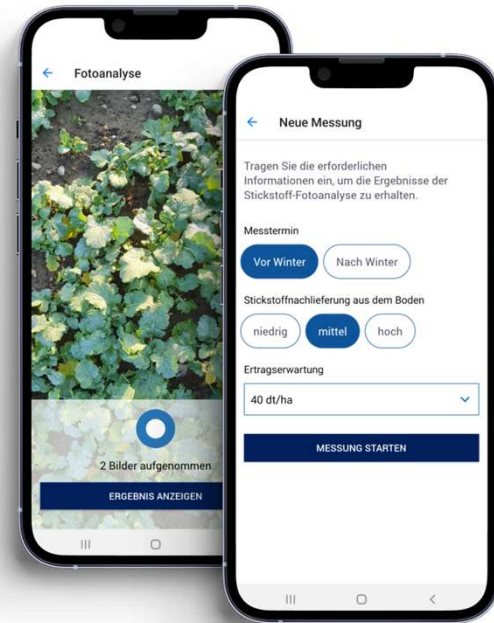 Fotoanalyse
2 Bilder aufgenommen
ERGEBNIS ANZEIGEN
Neue Messung
Tragen Sie die erforderlichen
Informationen ein, um die Ergebnisse der
Stickstoff-Fotoanalyse zu erhalten.
Messtermin
Vor Winter Nach Winter
Stickstoffnachlieferung aus dem Boden
niedrig mittel hoch
Ertragserwartung
40 dt/ha
MESSUNG STARTEN